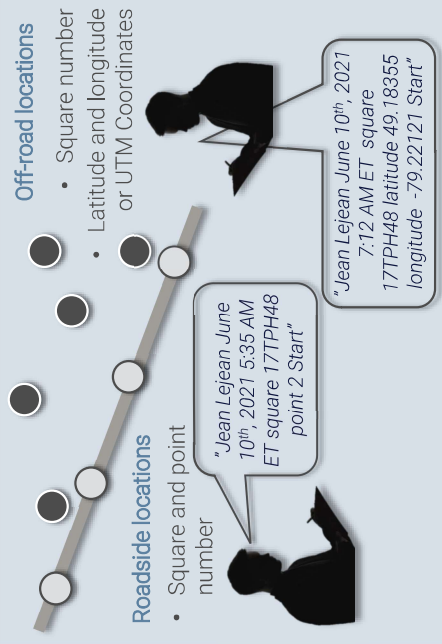 Roadside locations
• Square and point
number
"Jean Lejean June
10th, 2021 5:35 AM
ET square 17TPH48
point 2 Start"
Off-road locations
• Square number
• Latitude and longitude
or UTM Coordinates
"Jean Lejean June 10th, 2021
7:12 AM ET square
17TPH48 latitude 49.18355
longitude -79.22121 Start"